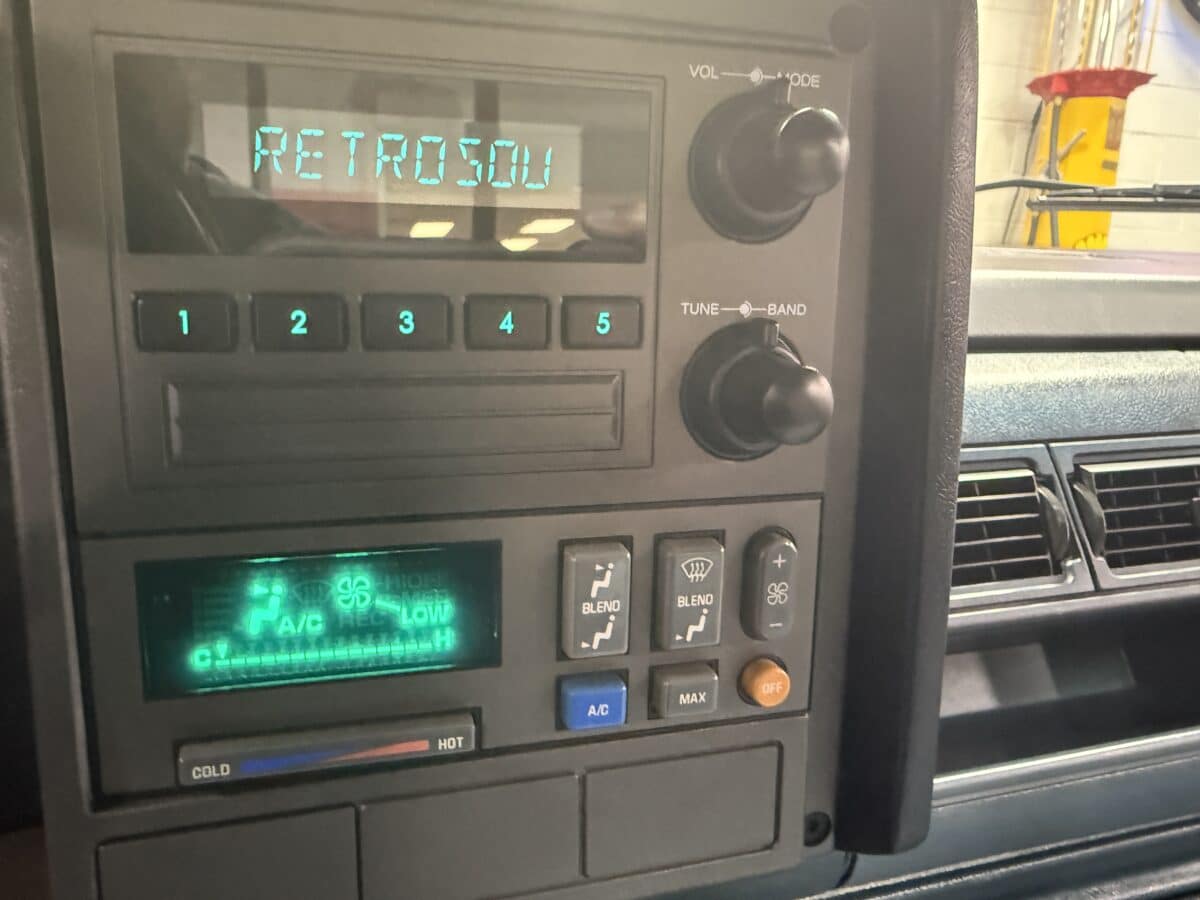 VOL MODE
RETROSOU
TUNE BAND
1 2 3 4 5
A/C LOW
C H
BLEND BLEND + −
A/C MAX OFF
COLD HOT